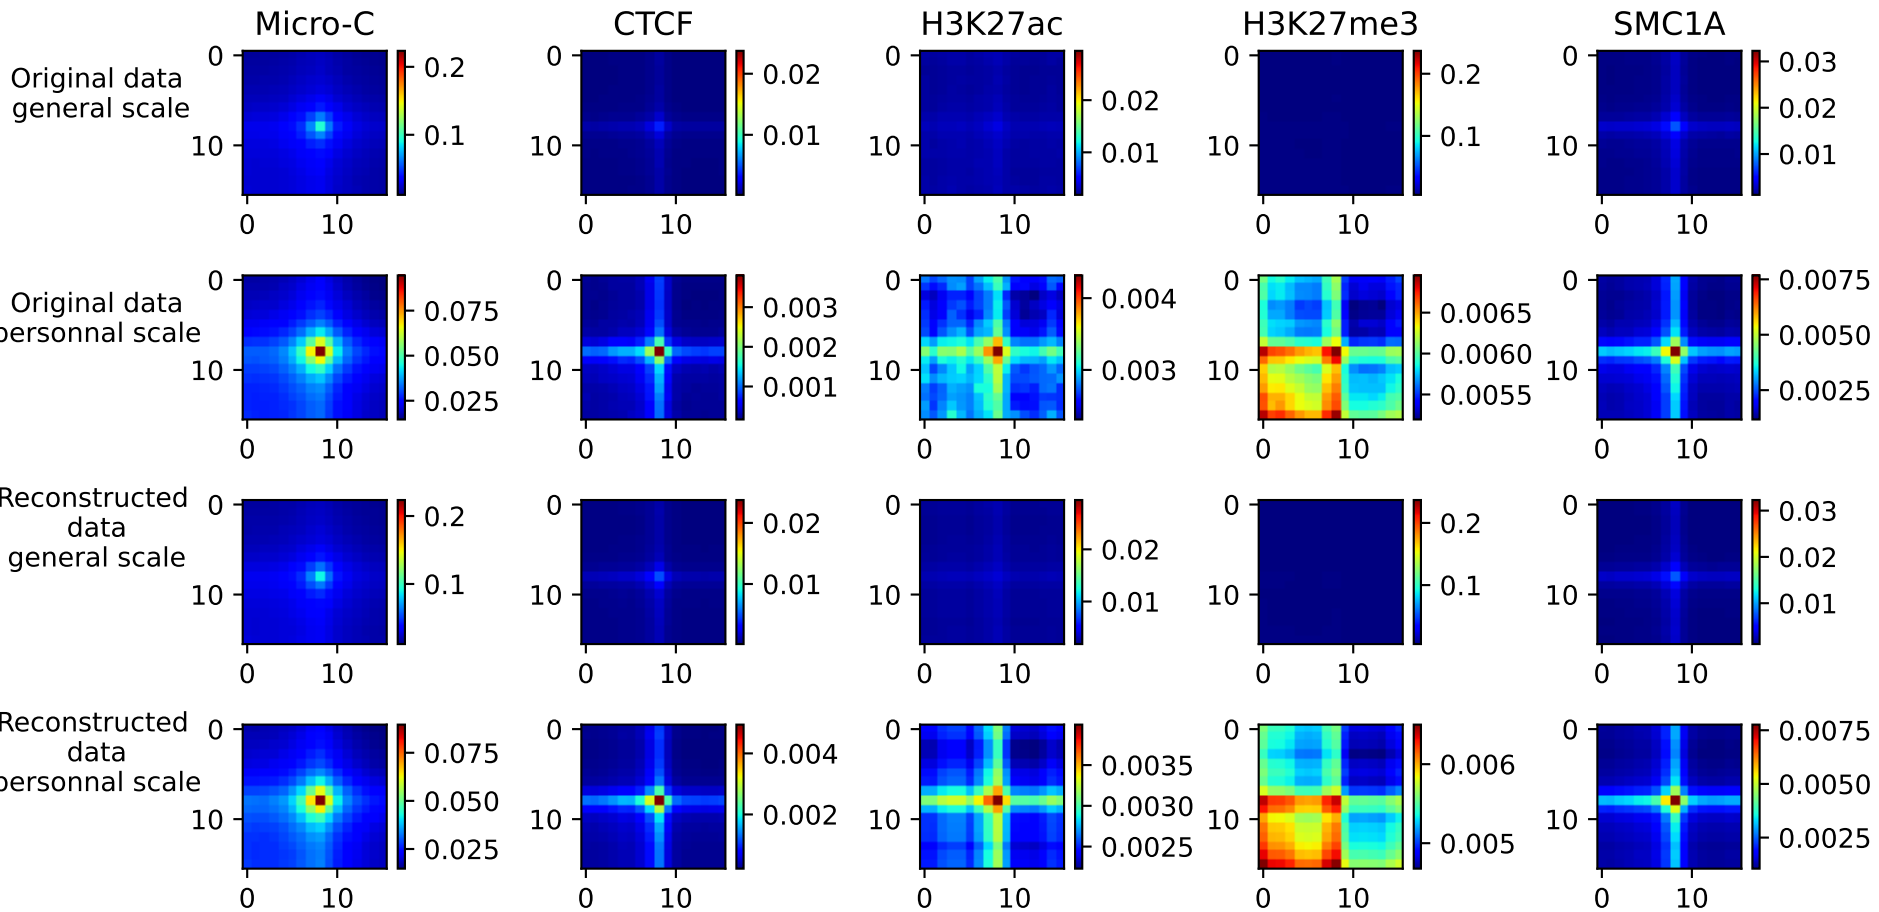 Micro-C CTCF H3K27ac H3K27me3 SMC1A
Original data
general scale
0 10 0 10 0.2 0.1
0 10 0 10 0.02 0.01
0 10 0 10 0.02 0.01
0 10 0 10 0.2 0.1
0 10 0 10 0.03 0.02 0.01
Original data
personnal scale
0 10 0 10 0.075 0.050 0.025
0 10 0 10 0.003 0.002 0.001
0 10 0 10 0.004 0.003
0 10 0 10 0.0065 0.0060 0.0055
0 10 0 10 0.0075 0.0050 0.0025
Reconstructed
data
general scale
0 10 0 10 0.2 0.1
0 10 0 10 0.02 0.01
0 10 0 10 0.02 0.01
0 10 0 10 0.2 0.1
0 10 0 10 0.03 0.02 0.01
Reconstructed
data
personnal scale
0 10 0 10 0.075 0.050 0.025
0 10 0 10 0.004 0.002
0 10 0 10 0.0035 0.0030 0.0025
0 10 0 10 0.006 0.005
0 10 0 10 0.0075 0.0050 0.0025